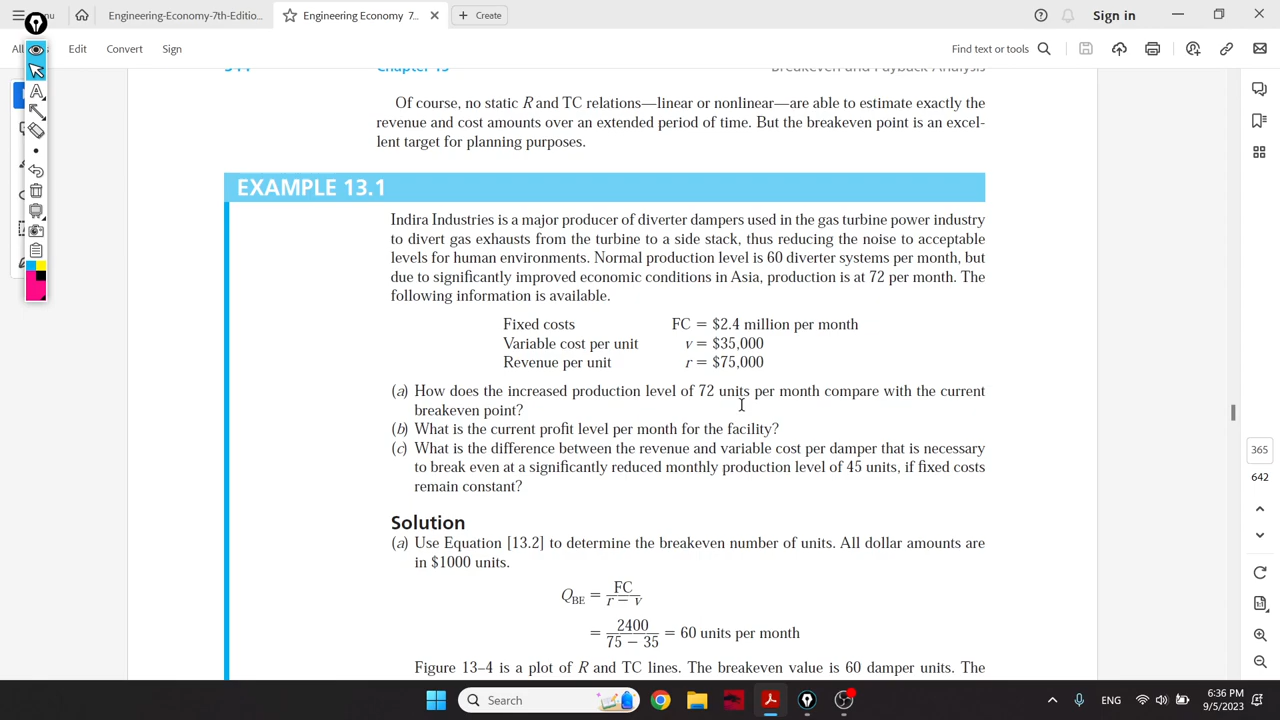 Engineering-Economy-7th-Editio...
Engineering Economy 7...
Create
Sign in
Edit
Convert
Sign
Find text or tools
Of course, no static R and TC relations—linear or nonlinear—are able to estimate exactly the
revenue and cost amounts over an extended period of time. But the breakeven point is an excel-
lent target for planning purposes.
EXAMPLE 13.1
Indira Industries is a major producer of diverter dampers used in the gas turbine power industry
to divert gas exhausts from the turbine to a side stack, thus reducing the noise to acceptable
levels for human environments. Normal production level is 60 diverter systems per month, but
due to significantly improved economic conditions in Asia, production is at 72 per month. The
following information is available.
Fixed costs FC = $2.4 million per month
Variable cost per unit v = $35,000
Revenue per unit r = $75,000
(a) How does the increased production level of 72 units per month compare with the current
breakeven point?
(b) What is the current profit level per month for the facility?
(c) What is the difference between the revenue and variable cost per damper that is necessary
to break even at a significantly reduced monthly production level of 45 units, if fixed costs
remain constant?
Solution
(a) Use Equation [13.2] to determine the breakeven number of units. All dollar amounts are
in $1000 units.
QBE = FC / r − v
= 2400 / 75 − 35 = 60 units per month
Figure 13–4 is a plot of R and TC lines. The breakeven value is 60 damper units. The
365
642
Search
ENG
6:36 PM
9/5/2023